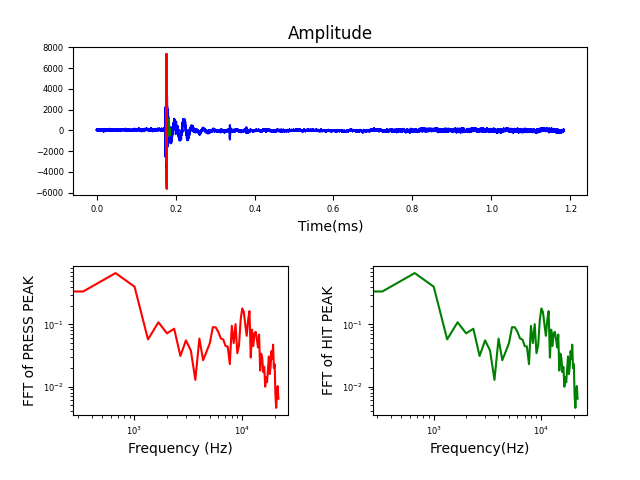 Amplitude
8000
6000
4000
2000
0
−2000
−4000
−6000
0.0 0.2 0.4 0.6 0.8 1.0 1.2
Time(ms)
FFT of PRESS PEAK
10⁻¹
10⁻²
10³ 10⁴
Frequency (Hz)
FFT of HIT PEAK
10⁻¹
10⁻²
10³ 10⁴
Frequency(Hz)